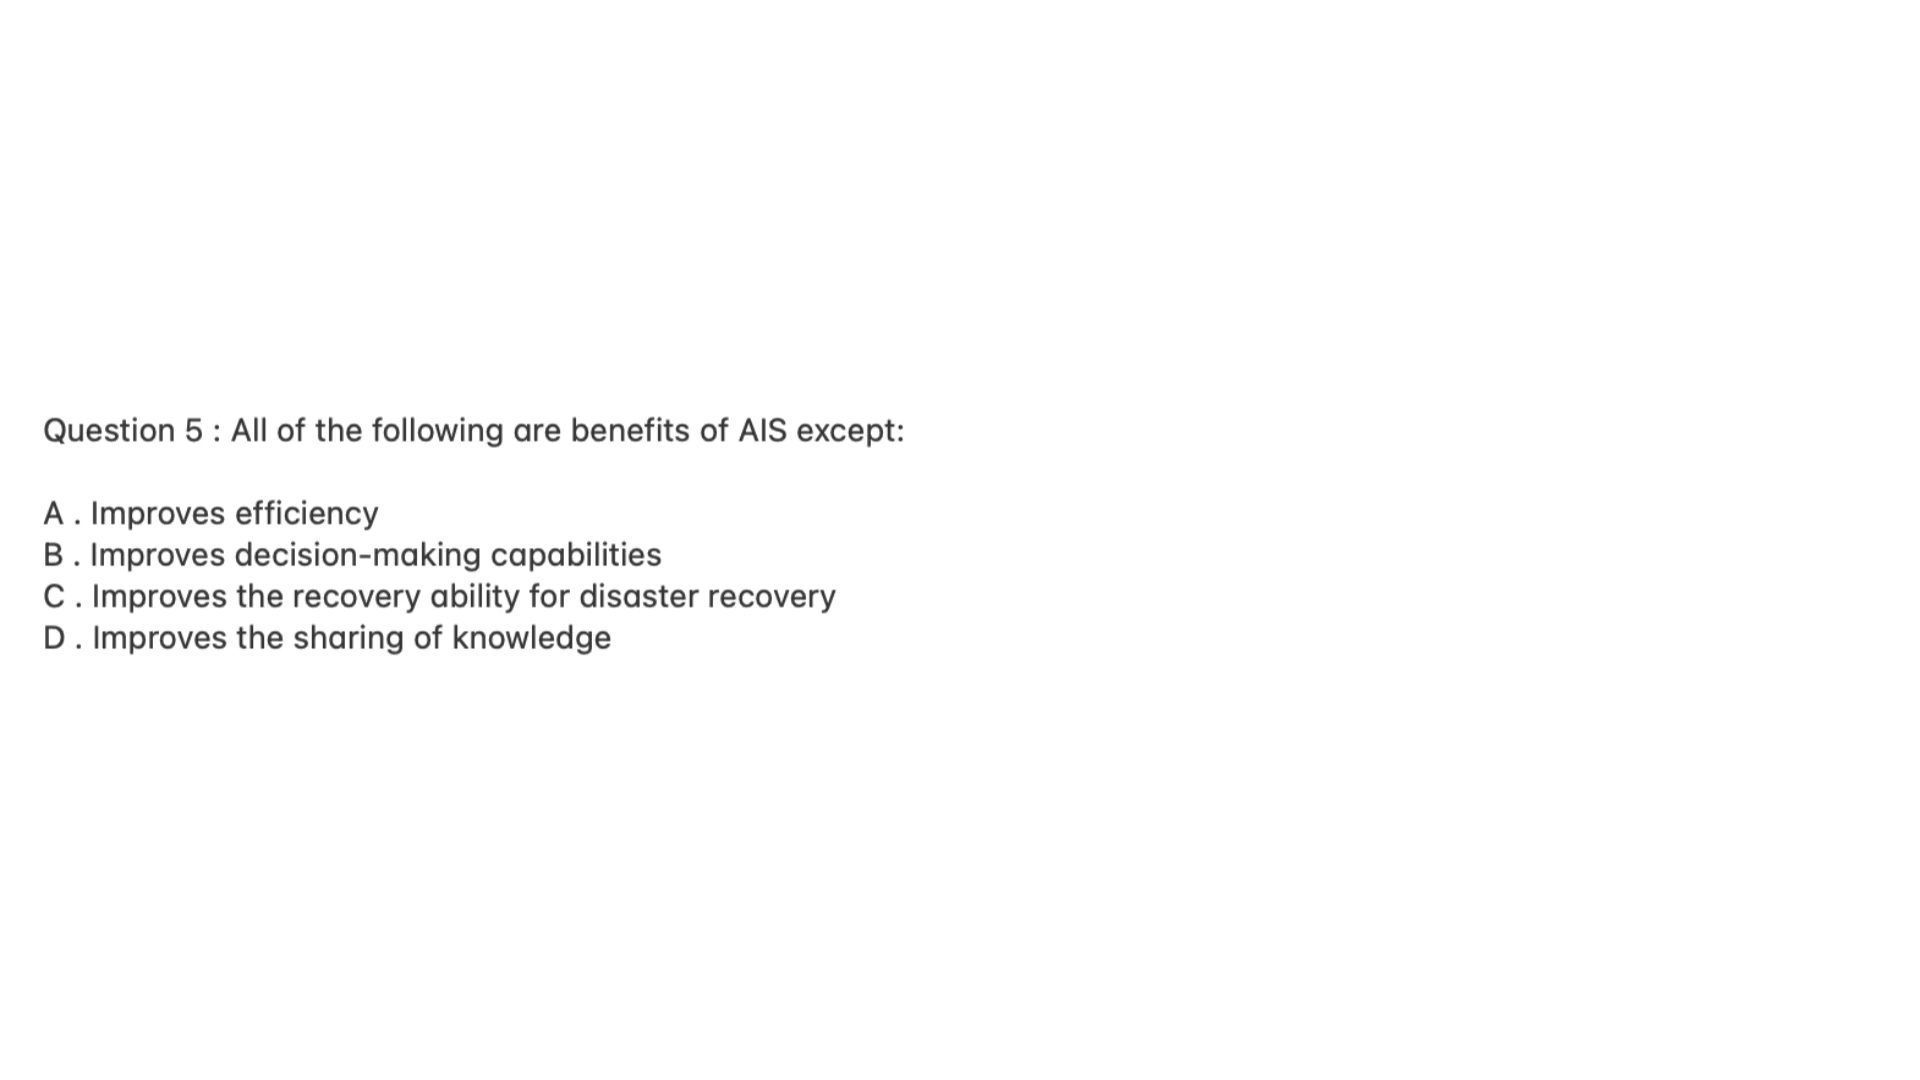 Question 5 : All of the following are benefits of AIS except:
A . Improves efficiency
B . Improves decision-making capabilities
C . Improves the recovery ability for disaster recovery
D . Improves the sharing of knowledge